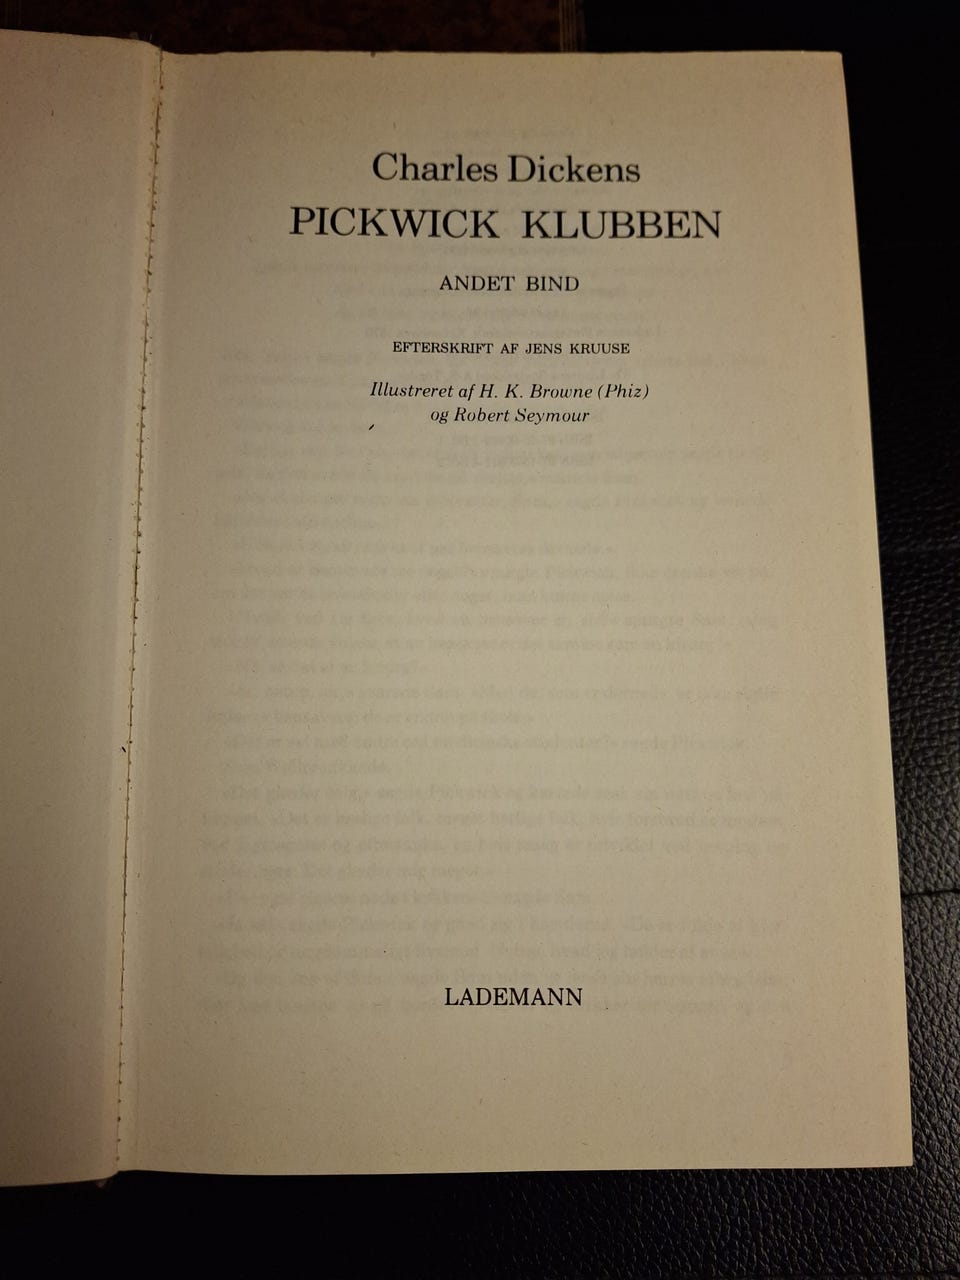 Charles Dickens
PICKWICK KLUBBEN
ANDET BIND
EFTERSKRIFT AF JENS KRUUSE
Illustreret af H. K. Browne (Phiz)
og Robert Seymour
LADEMANN